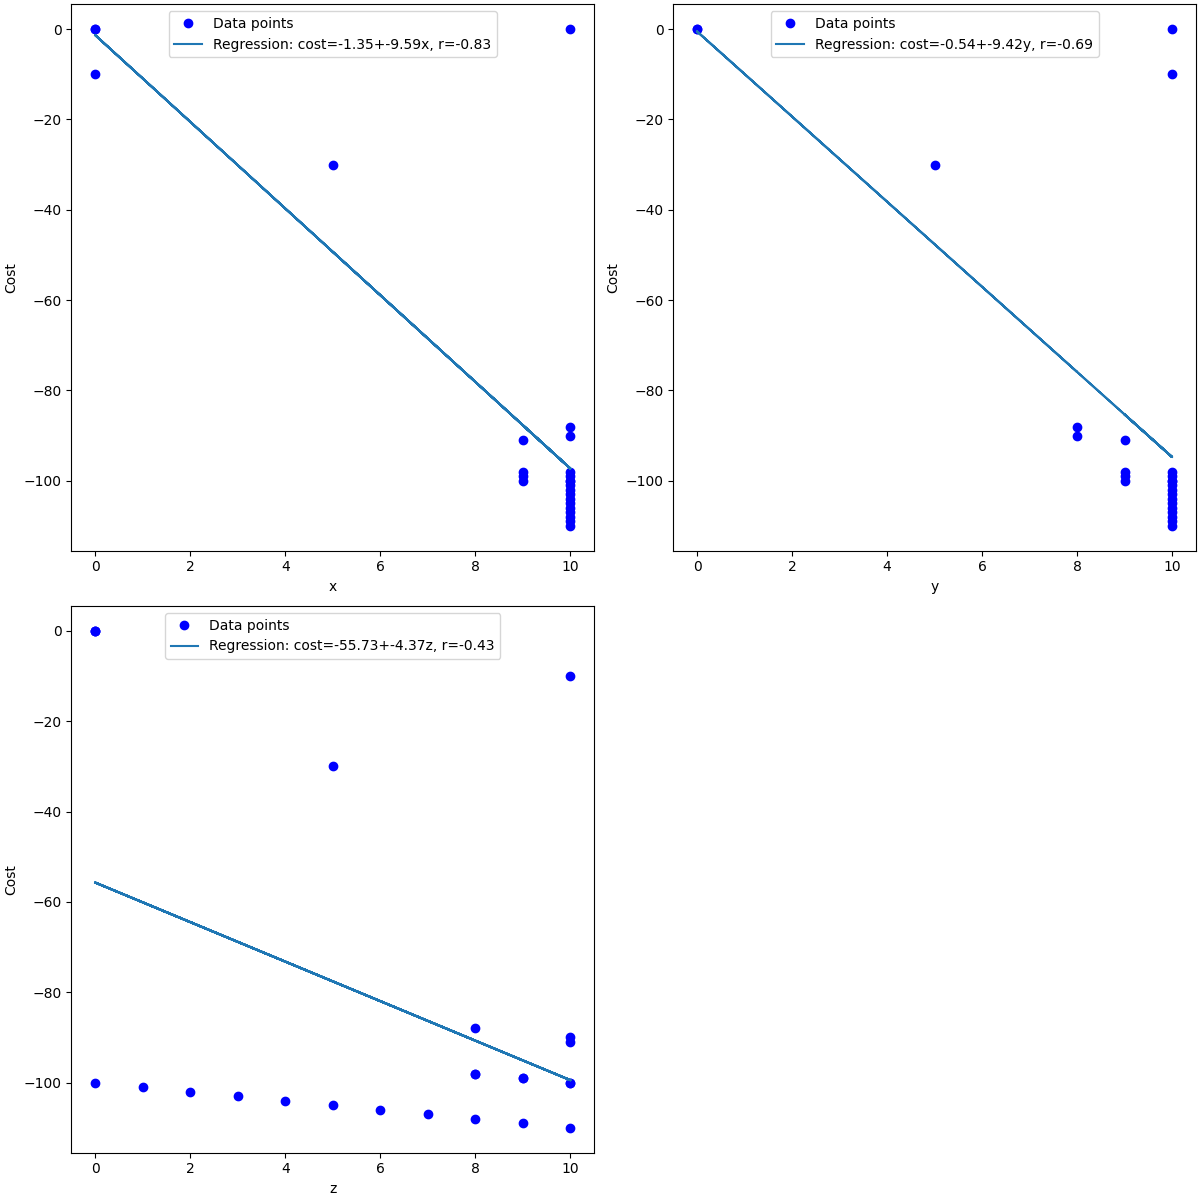 Data points
Regression: cost=-1.35+-9.59x, r=-0.83
0
−20
−40
−60
−80
−100
Cost
0 2 4 6 8 10
x
Data points
Regression: cost=-0.54+-9.42y, r=-0.69
0
−20
−40
−60
−80
−100
Cost
0 2 4 6 8 10
y
Data points
Regression: cost=-55.73+-4.37z, r=-0.43
0
−20
−40
−60
−80
−100
Cost
0 2 4 6 8 10
z